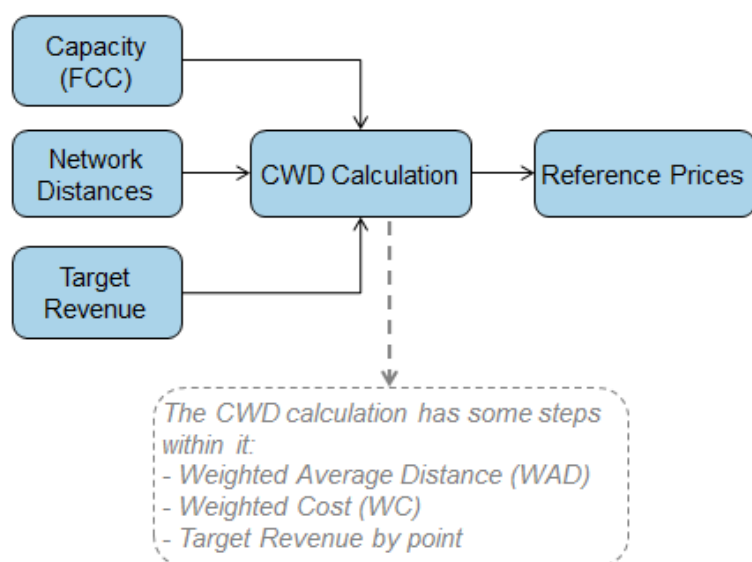 Capacity
(FCC)
Network
Distances
CWD Calculation
Reference Prices
Target
Revenue
The CWD calculation has some steps
within it:
- Weighted Average Distance (WAD)
- Weighted Cost (WC)
- Target Revenue by point